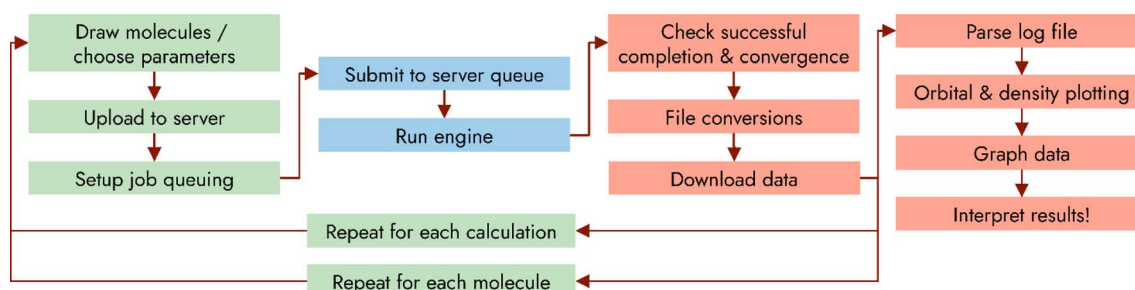 Draw molecules /
choose parameters
Upload to server
Setup job queuing
Submit to server queue
Run engine
Check successful
completion & convergence
File conversions
Download data
Parse log file
Orbital & density plotting
Graph data
Interpret results!
Repeat for each calculation
Repeat for each molecule